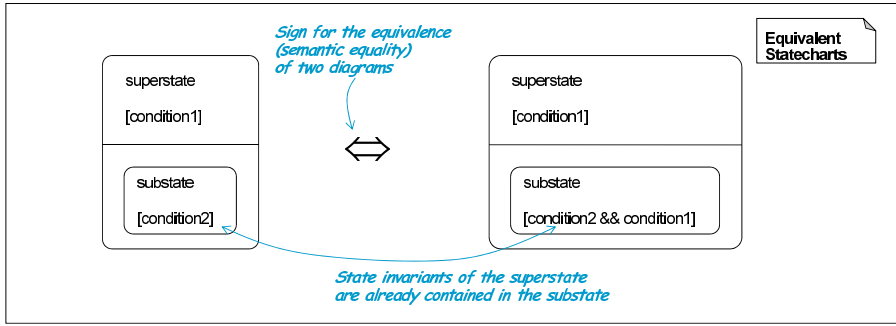 Sign for the equivalence
(semantic equality)
of two diagrams
Equivalent
Statecharts
superstate
[condition1]
substate
[condition2]
superstate
[condition1]
substate
[condition2 && condition1]
State invariants of the superstate
are already contained in the substate